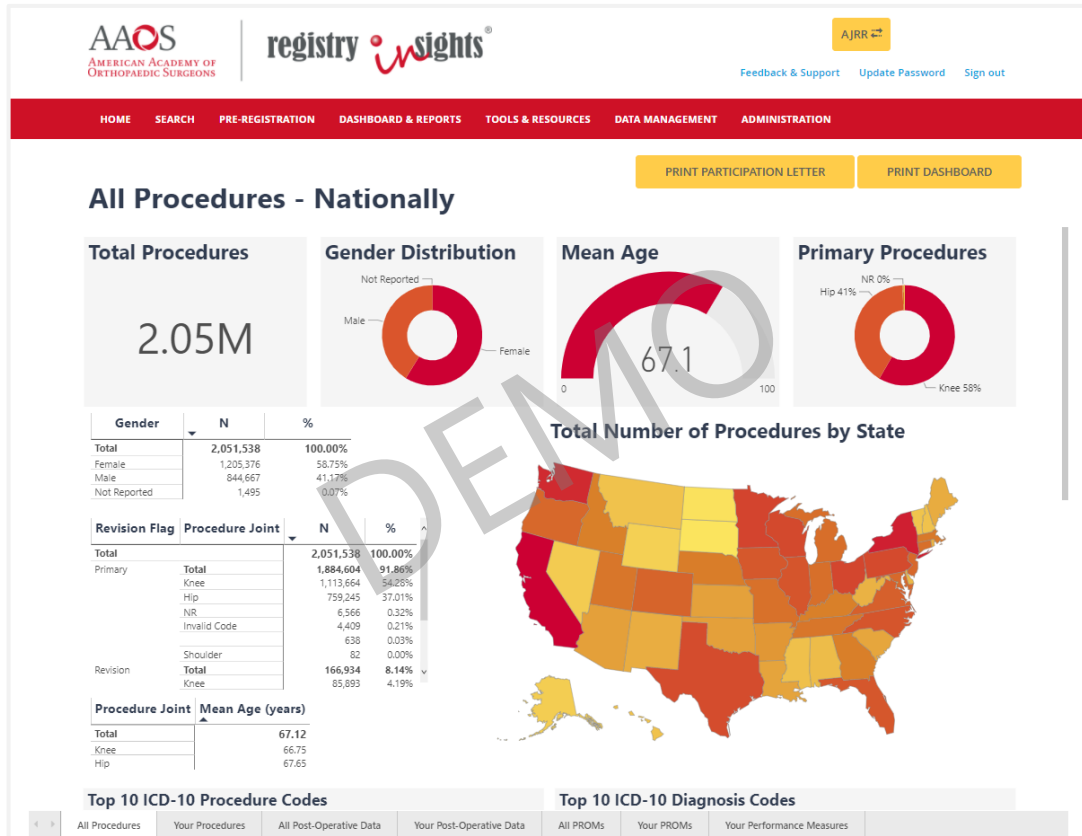 AAOS
AMERICAN ACADEMY OF
ORTHOPAEDIC SURGEONS
registry insights®
AJRR
Feedback & Support Update Password Sign out
HOME SEARCH PRE-REGISTRATION DASHBOARD & REPORTS TOOLS & RESOURCES DATA MANAGEMENT ADMINISTRATION
PRINT PARTICIPATION LETTER PRINT DASHBOARD
All Procedures - Nationally
Total Procedures
2.05M
Gender Distribution
Not Reported
Male
Female
Mean Age
67.1
0 100
Primary Procedures
NR 0%
Hip 41%
Knee 58%
DEMO
Gender N %
Total 2,051,538 100.00%
Female 1,205,376 58.75%
Male 844,667 41.17%
Not Reported 1,495 0.07%
Revision Flag Procedure Joint N %
Total 2,051,538 100.00%
Primary Total 1,884,604 91.86%
Knee 1,113,664 54.28%
Hip 759,245 37.01%
NR 6,566 0.32%
Invalid Code 4,409 0.21%
638 0.03%
Shoulder 82 0.00%
Revision Total 166,934 8.14%
Knee 85,893 4.19%
Procedure Joint Mean Age (years)
Total 67.12
Knee 66.75
Hip 67.65
Total Number of Procedures by State
Top 10 ICD-10 Procedure Codes
Top 10 ICD-10 Diagnosis Codes
All Procedures Your Procedures All Post-Operative Data Your Post-Operative Data All PROMs Your PROMs Your Performance Measures